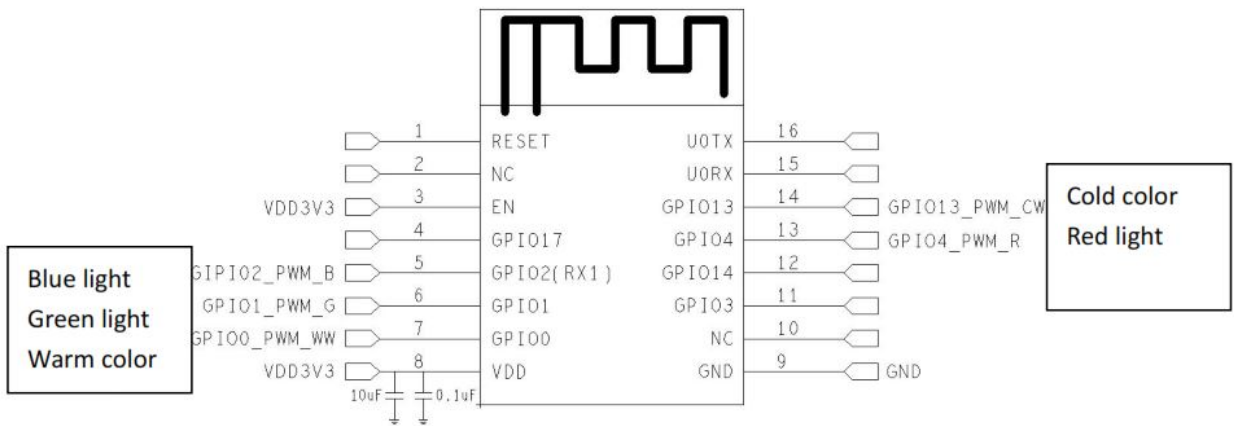 1 RESET UOTX 16
2 NC UORX 15
VDD3V3 3 EN GPIO13 14 GPIO13_PWM_CW
4 GPIO17 GPIO4 13 GPIO4_PWM_R
GIPIO2_PWM_B 5 GPIO2(RX1) GPIO14 12
GPIO1_PWM_G 6 GPIO1 GPIO3 11
GPIO0_PWM_WW 7 GPIO0 NC 10
VDD3V3 8 VDD GND 9 GND
10uF 0.1uF
Blue light
Green light
Warm color
Cold color
Red light